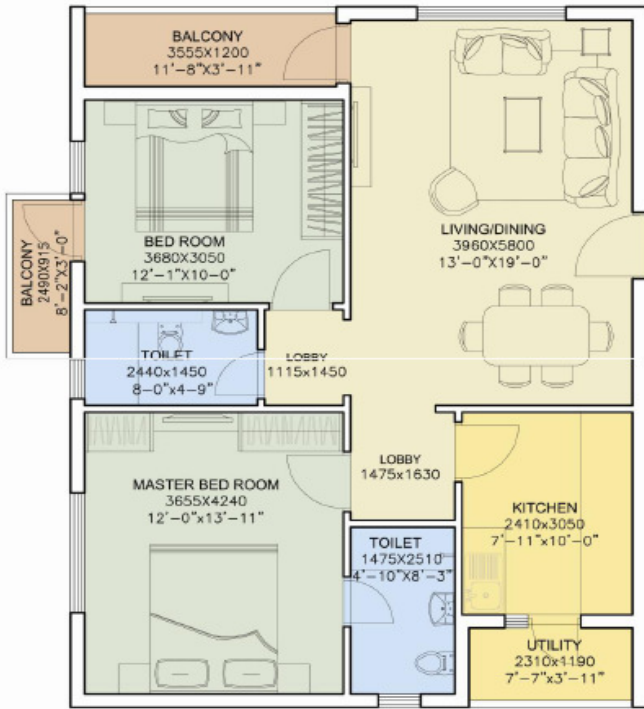 BALCONY
3555X1200
11'-8"X3'-11"
BED ROOM
3680X3050
12'-1"X10-0"
BALCONY
2490X915
8'-2"X3'-0"
LIVING/DINING
3960X5800
13'-0"X19'-0"
TOILET
2440x1450
8-0"x4-9"
LOBBY
1115x1450
LOBBY
1475x1630
MASTER BED ROOM
3655X4240
12'-0"x13'-11"
KITCHEN
2410x3050
7'-11"x10'-0"
TOILET
1475X2510
4'-10"X8'-3"
UTILITY
2310x1190
7'-7"x3'-11"